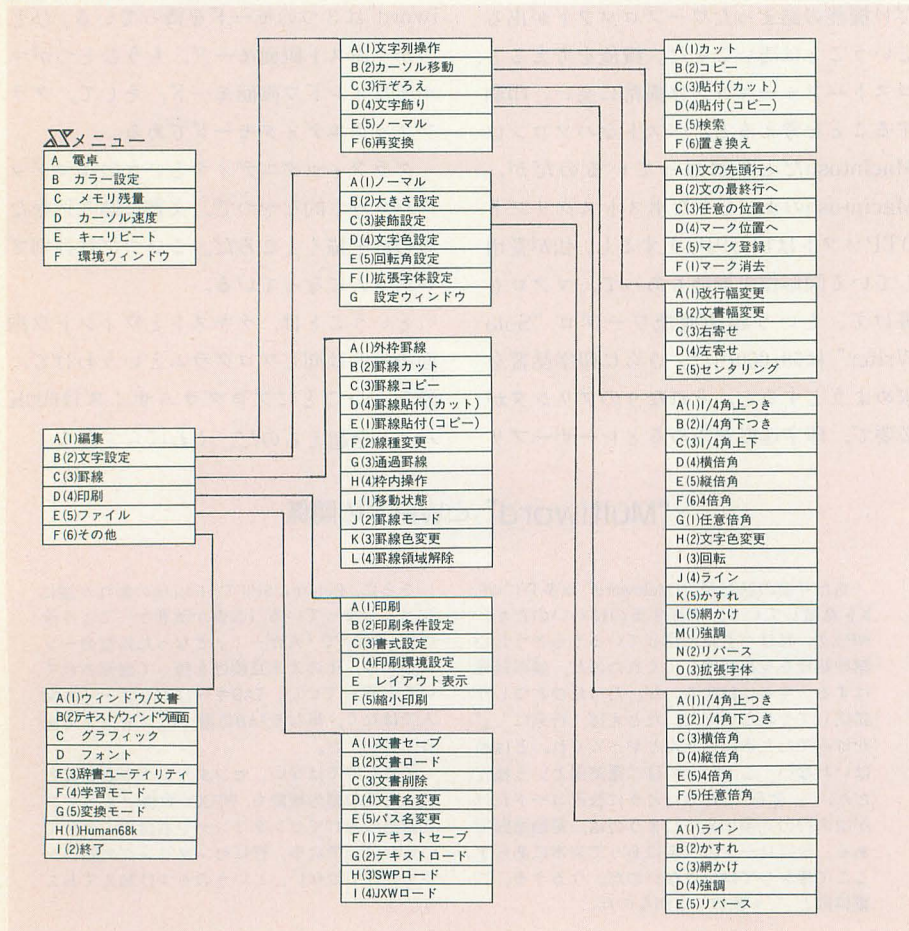 メニュー
A 電卓
B カラー設定
C メモリ残量
D カーソル速度
E キーリピート
F 環境ウィンドウ
A(1)編集
B(2)文字設定
C(3)罫線
D(4)印刷
E(5)ファイル
F(6)その他
A(1)ウィンドウ/文書
B(2)テキスト/ウィンドウ画面
C グラフィック
D フォント
E(3)辞書ユーティリティ
F(4)学習モード
G(5)変換モード
H(1)Human68k
I(2)終了
A(1)文字列操作
B(2)カーソル移動
C(3)行ぞろえ
D(4)文字飾り
E(5)ノーマル
F(6)再変換
A(1)ノーマル
B(2)大きさ設定
C(3)装飾設定
D(4)文字色設定
E(5)回転角設定
F(1)拡張字体設定
G 設定ウィンドウ
A(1)外枠罫線
B(2)罫線カット
C(3)罫線コピー
D(4)罫線貼付(カット)
E(1)罫線貼付(コピー)
F(2)線種変更
G(3)通過罫線
H(4)枠内操作
I(1)移動状態
J(2)罫線モード
K(3)罫線色変更
L(4)罫線領域解除
A(1)印刷
B(2)印刷条件設定
C(3)書式設定
D(4)印刷環境設定
E レイアウト表示
F(5)縮小印刷
A(1)文書セーブ
B(2)文書ロード
C(3)文書削除
D(4)文書名変更
E(5)パス名変更
F(1)テキストセーブ
G(2)テキストロード
H(3)SWPロード
I(4)JXWロード
A(1)カット
B(2)コピー
C(3)貼付(カット)
D(4)貼付(コピー)
E(5)検索
F(6)置き換え
A(1)文の先頭行へ
B(2)文の最終行へ
C(3)任意の位置へ
D(4)マーク位置へ
E(5)マーク登録
F(1)マーク消去
A(1)改行幅変更
B(2)文書幅変更
C(3)右寄せ
D(4)左寄せ
E(5)センタリング
A(1)1/4角上つき
B(2)1/4角下つき
C(3)1/4角上下
D(4)横倍角
E(5)縦倍角
F(6)4倍角
G(1)任意倍角
H(2)文字色変更
I(3)回転
J(4)ライン
K(5)かすれ
L(5)網かけ
M(1)強調
N(2)リバース
O(3)拡張字体
A(1)1/4角上つき
B(2)1/4角下つき
C(3)横倍角
D(4)縦倍角
E(5)4倍角
F(5)任意倍角
A(1)ライン
B(2)かすれ
C(3)網かけ
D(4)強調
E(5)リバース